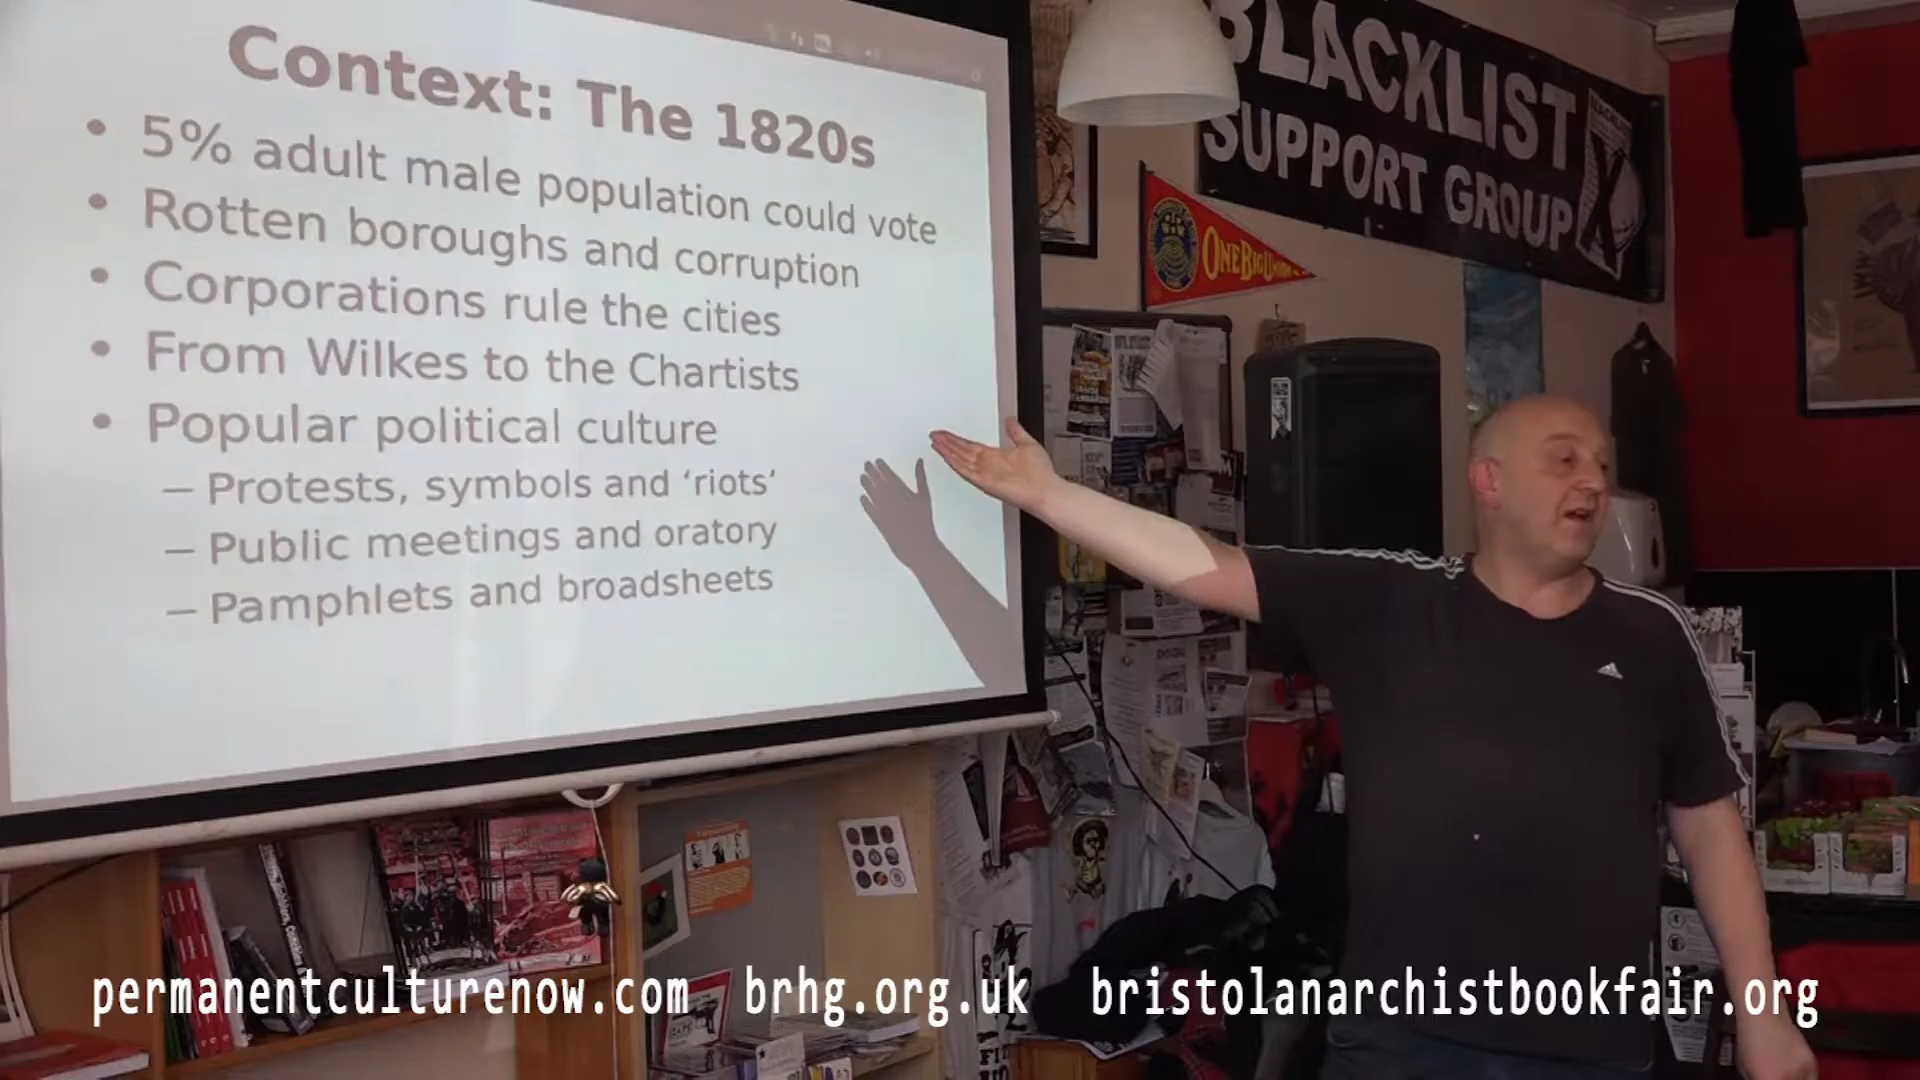 Context: The 1820s
• 5% adult male population could vote
• Rotten boroughs and corruption
• Corporations rule the cities
• From Wilkes to the Chartists
• Popular political culture
– Protests, symbols and ‘riots’
– Public meetings and oratory
– Pamphlets and broadsheets
BLACKLIST
SUPPORT GROUP
ONE BIG UNION
permanentculturenow.com brhg.org.uk bristolanarchistbookfair.org